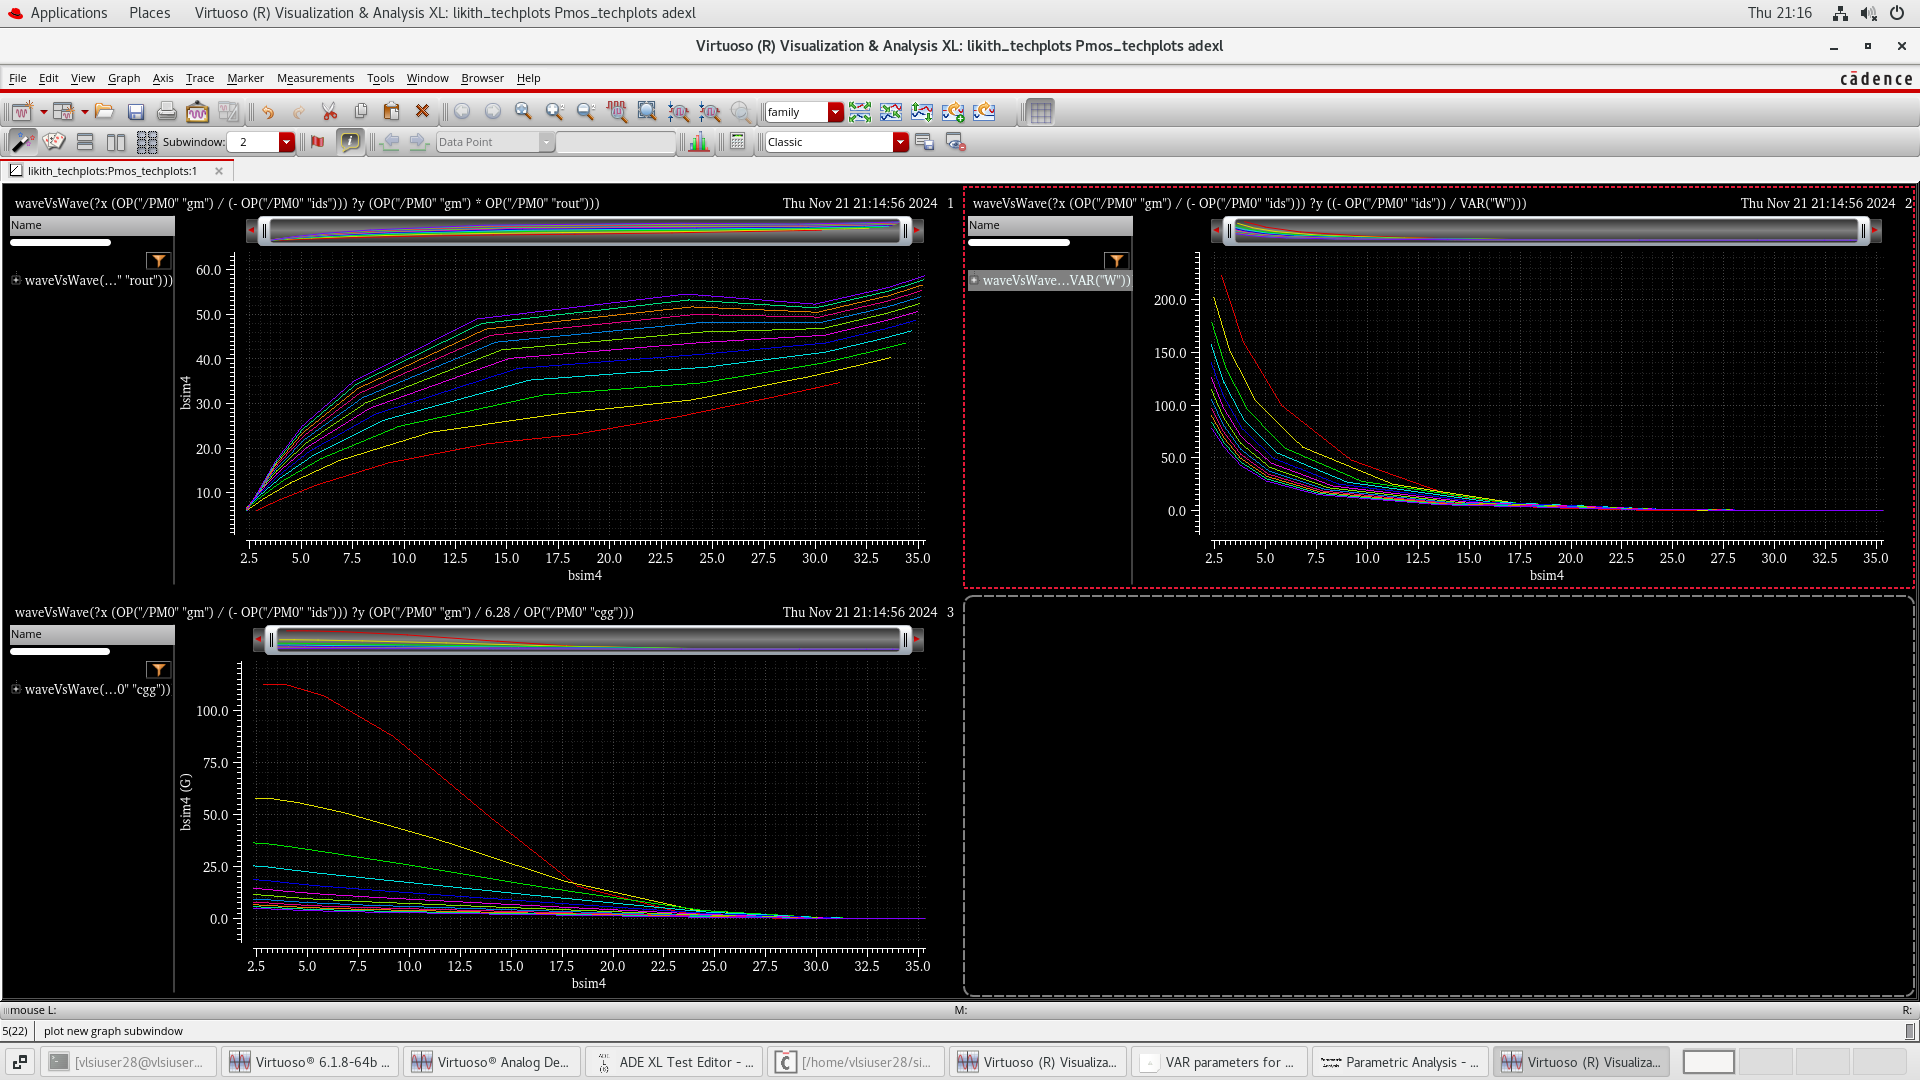 Applications Places Virtuoso (R) Visualization & Analysis XL: likith_techplots Pmos_techplots adexl Thu 21:16
Virtuoso (R) Visualization & Analysis XL: likith_techplots Pmos_techplots adexl
File Edit View Graph Axis Trace Marker Measurements Tools Window Browser Help cādence
family
Subwindow: 2 Data Point Classic
likith_techplots:Pmos_techplots:1
waveVsWave(?x (OP("/PM0" "gm") / (- OP("/PM0" "ids"))) ?y (OP("/PM0" "gm") * OP("/PM0" "rout"))) Thu Nov 21 21:14:56 2024 1
Name
waveVsWave(..." "rout")))
60.0
50.0
40.0
30.0
20.0
10.0
bsim4
2.5 5.0 7.5 10.0 12.5 15.0 17.5 20.0 22.5 25.0 27.5 30.0 32.5 35.0
bsim4
waveVsWave(?x (OP("/PM0" "gm") / (- OP("/PM0" "ids"))) ?y ((- OP("/PM0" "ids")) / VAR("W"))) Thu Nov 21 21:14:56 2024 2
Name
waveVsWave...VAR("W"))
200.0
150.0
100.0
50.0
0.0
2.5 5.0 7.5 10.0 12.5 15.0 17.5 20.0 22.5 25.0 27.5 30.0 32.5 35.0
bsim4
waveVsWave(?x (OP("/PM0" "gm") / (- OP("/PM0" "ids"))) ?y (OP("/PM0" "gm") / 6.28 / OP("/PM0" "cgg"))) Thu Nov 21 21:14:56 2024 3
Name
waveVsWave(...0" "cgg"))
100.0
75.0
50.0
25.0
0.0
bsim4 (G)
2.5 5.0 7.5 10.0 12.5 15.0 17.5 20.0 22.5 25.0 27.5 30.0 32.5 35.0
bsim4
mouse L: M: R:
5(22) plot new graph subwindow
[vlsiuser28@vlsiuser... Virtuoso® 6.1.8-64b ... Virtuoso® Analog De... ADE XL Test Editor - ... [/home/vlsiuser28/si... Virtuoso (R) Visualiza... VAR parameters for ... Parametric Analysis - ... Virtuoso (R) Visualiza...